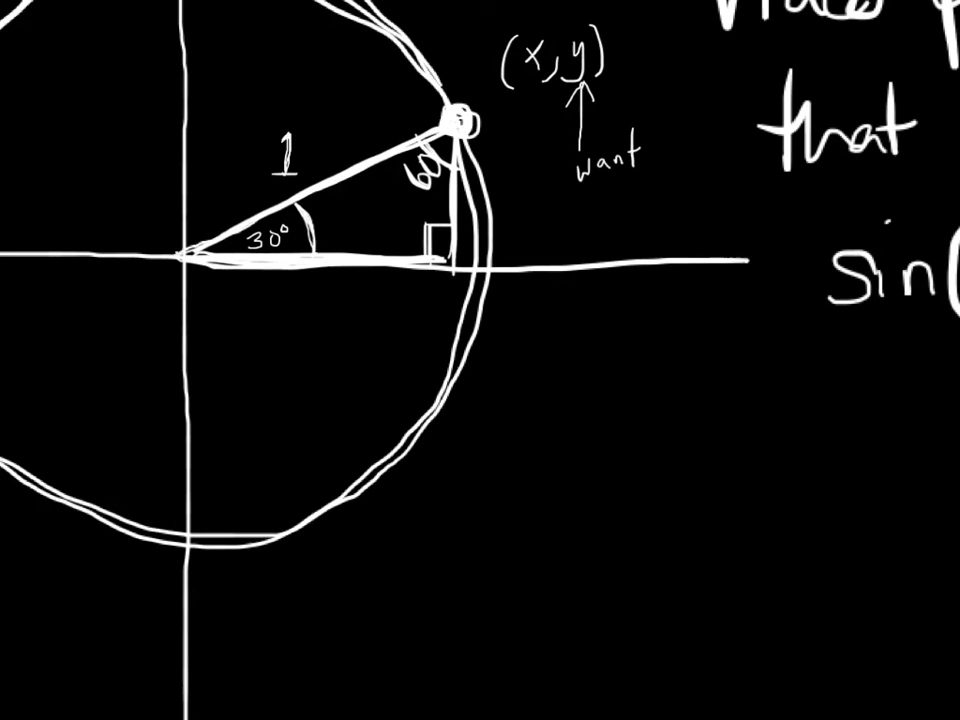 (x,y)
that
1
want
60
30°
sin(